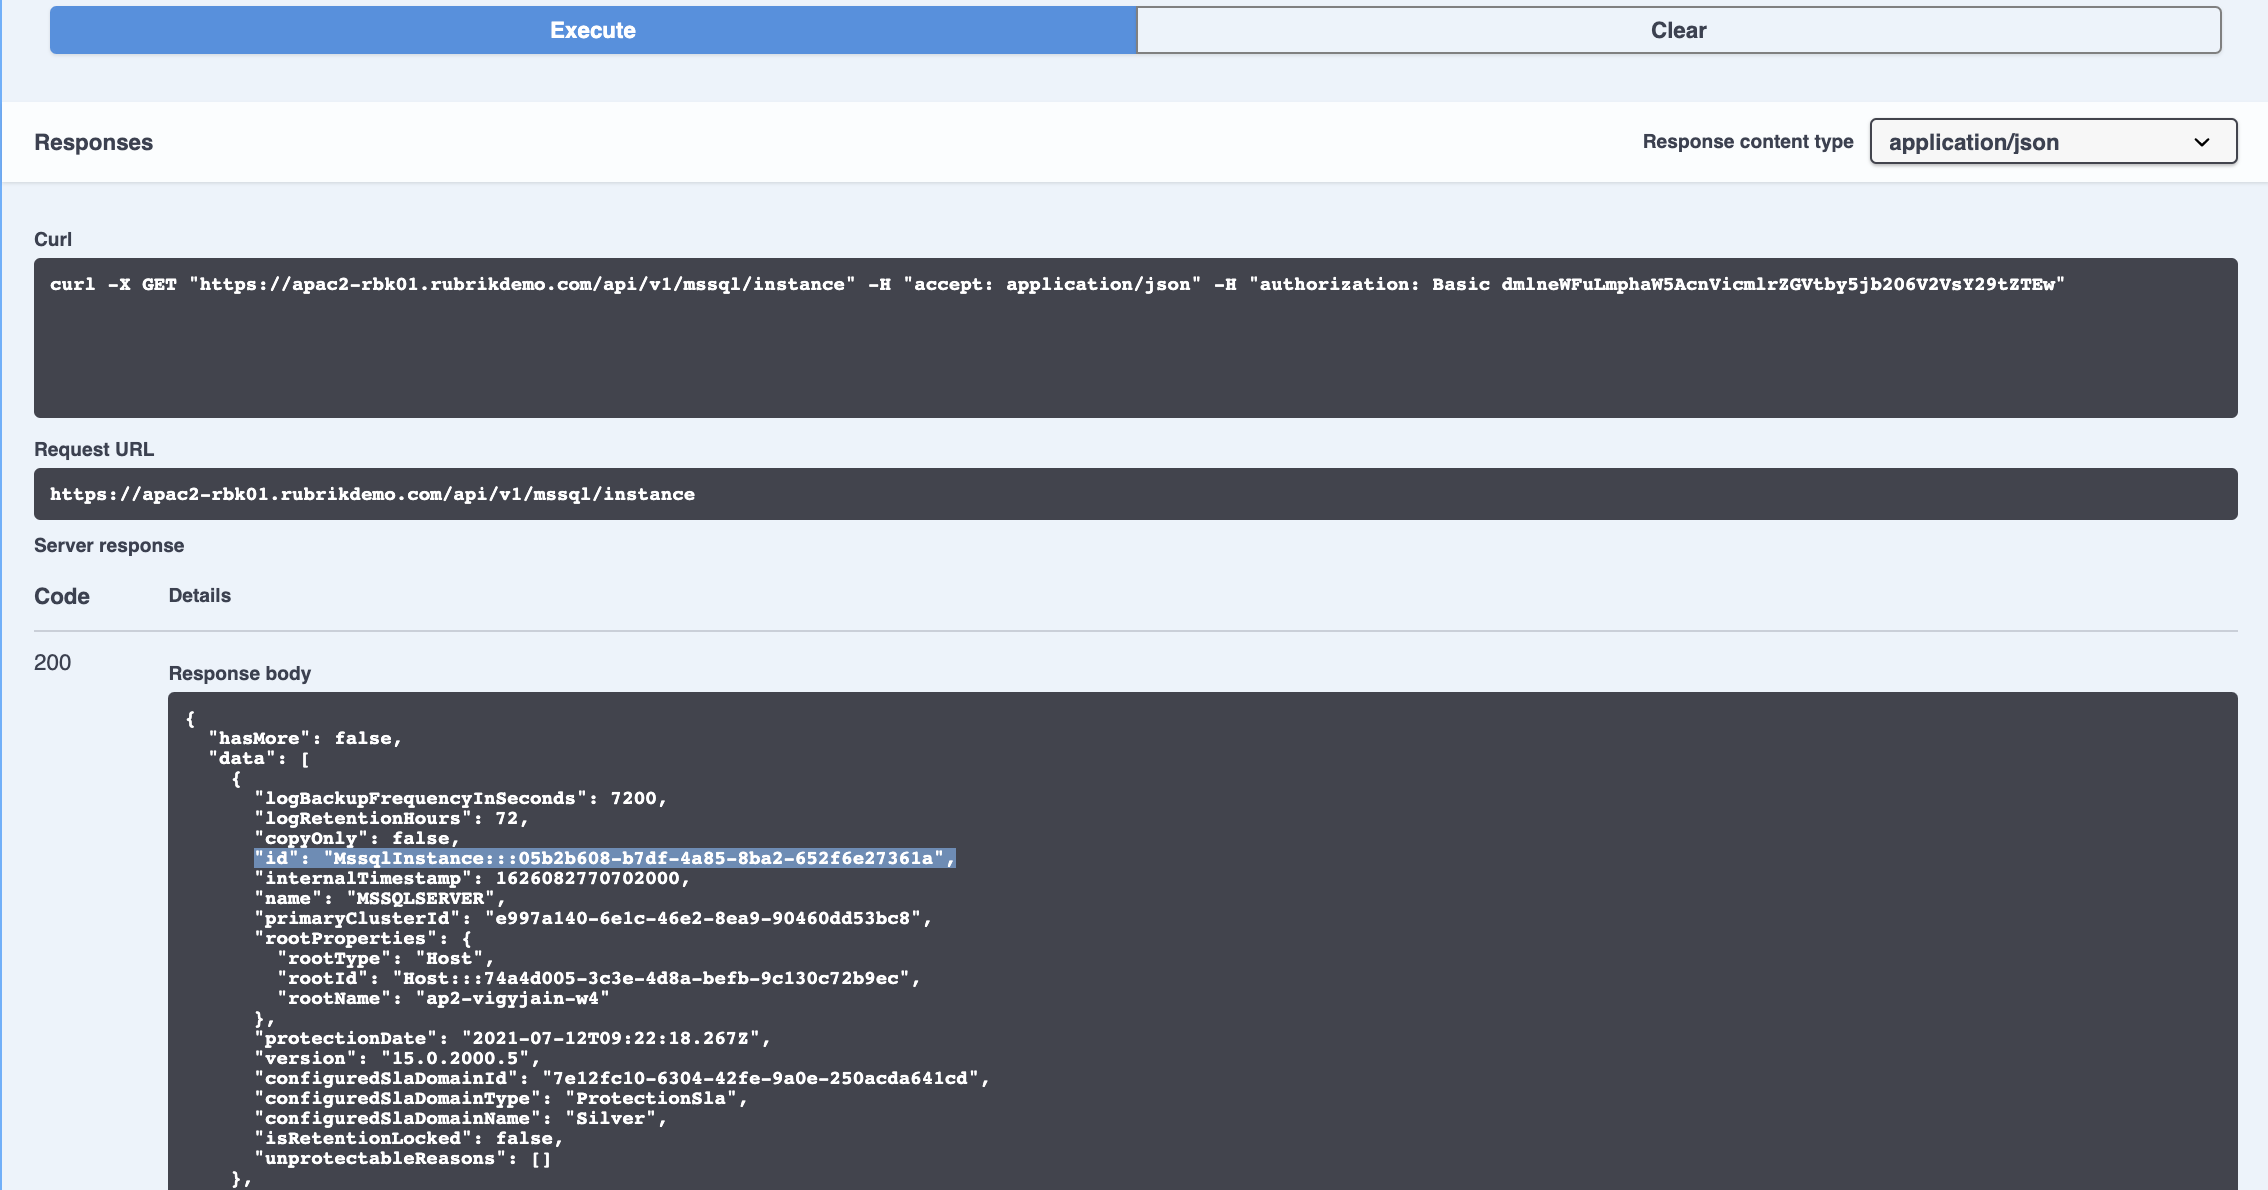 Execute
Clear
Responses
Response content type
application/json
Curl
curl -X GET "https://apac2-rbk01.rubrikdemo.com/api/v1/mssql/instance" -H "accept: application/json" -H "authorization: Basic dmlneWFuLmphaW5AcnVicmlrZGVtby5jb206V2VsY29tZTEw"
Request URL
https://apac2-rbk01.rubrikdemo.com/api/v1/mssql/instance
Server response
Code
Details
200
Response body
{
"hasMore": false,
"data": [
{
"logBackupFrequencyInSeconds": 7200,
"logRetentionHours": 72,
"copyOnly": false,
"id": "MssqlInstance:::05b2b608-b7df-4a85-8ba2-652f6e27361a",
"internalTimestamp": 1626082770702000,
"name": "MSSQLSERVER",
"primaryClusterId": "e997a140-6e1c-46e2-8ea9-90460dd53bc8",
"rootProperties": {
"rootType": "Host",
"rootId": "Host:::74a4d005-3c3e-4d8a-befb-9c130c72b9ec",
"rootName": "ap2-vigyjain-w4"
},
"protectionDate": "2021-07-12T09:22:18.267Z",
"version": "15.0.2000.5",
"configuredSlaDomainId": "7e12fc10-6304-42fe-9a0e-250acda641cd",
"configuredSlaDomainType": "ProtectionSla",
"configuredSlaDomainName": "Silver",
"isRetentionLocked": false,
"unprotectableReasons": []
},